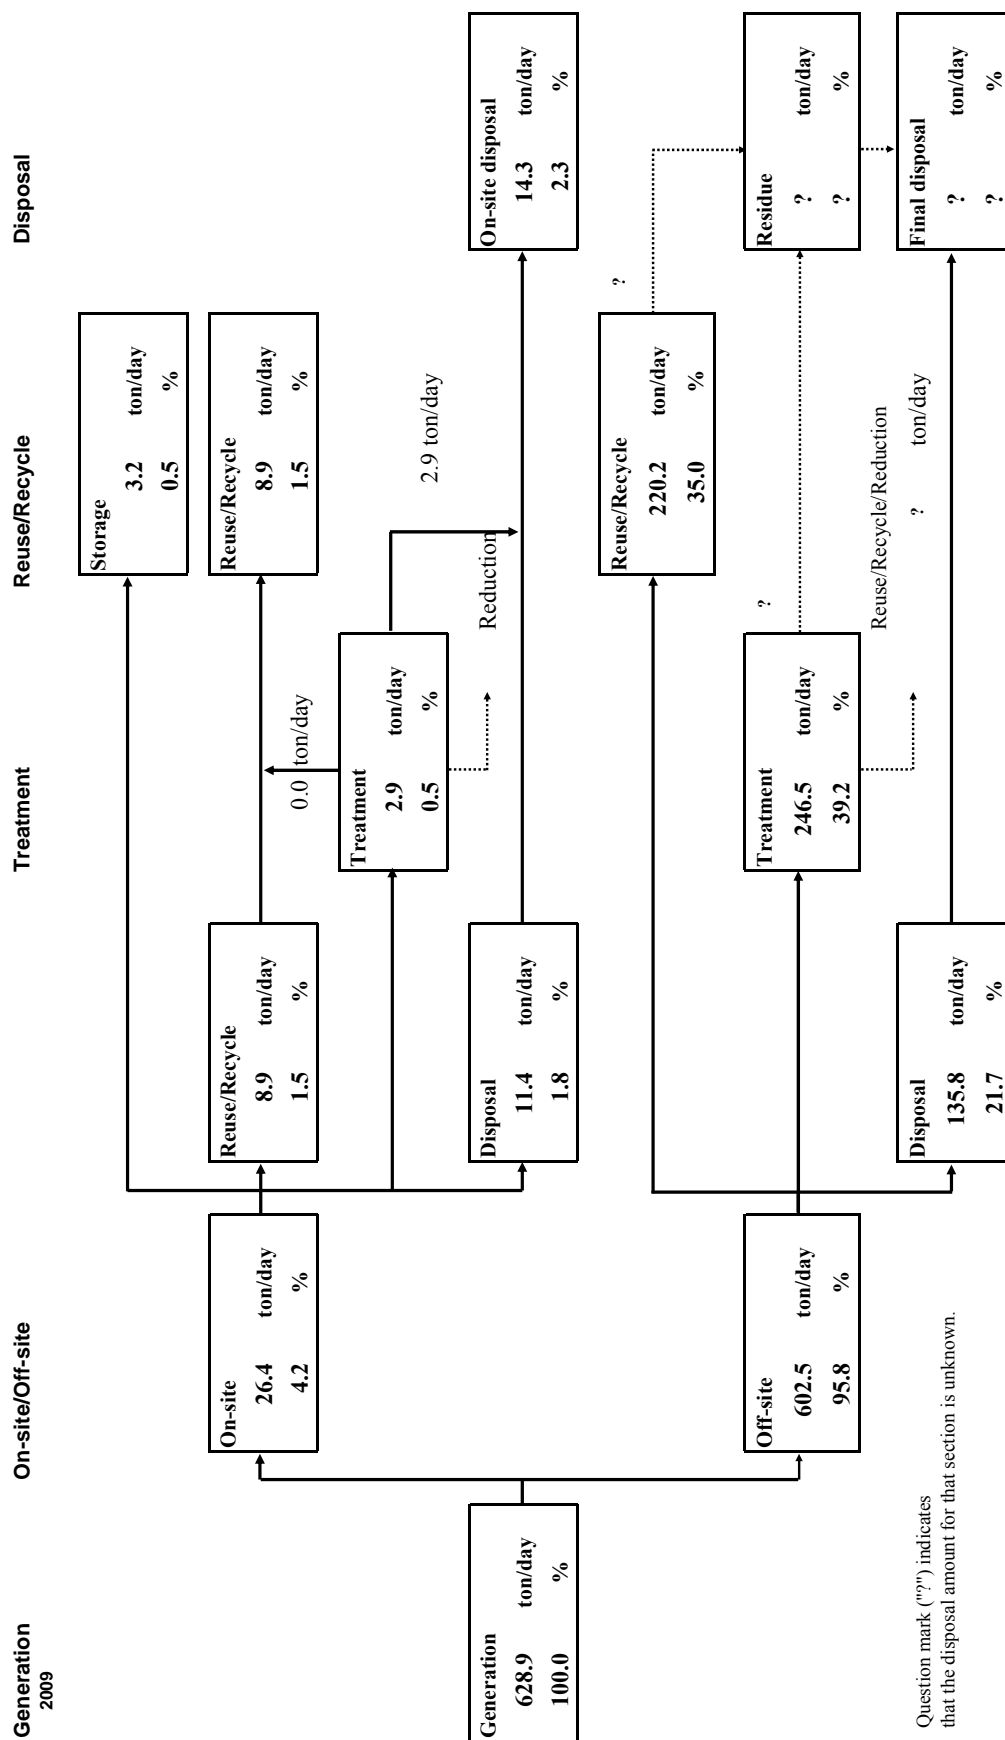 Generation On-site/Off-site Treatment Reuse/Recycle Disposal
2009
Storage
3.2 ton/day
0.5 %
On-site
26.4 ton/day
4.2 %
Reuse/Recycle
8.9 ton/day
1.5 %
Reuse/Recycle
8.9 ton/day
1.5 %
0.0 ton/day
Treatment
2.9 ton/day
0.5 %
2.9 ton/day
Reduction
Generation
628.9 ton/day
100.0 %
Disposal
11.4 ton/day
1.8 %
On-site disposal
14.3 ton/day
2.3 %
Reuse/Recycle
220.2 ton/day
35.0 %
?
Off-site
602.5 ton/day
95.8 %
Treatment
246.5 ton/day
39.2 %
?
Residue
? ton/day
? %
Reuse/Recycle/Reduction
Disposal
135.8 ton/day
21.7 %
? ton/day
Final disposal
? ton/day
? %
Question mark ("?") indicates
that the disposal amount for that section is unknown.